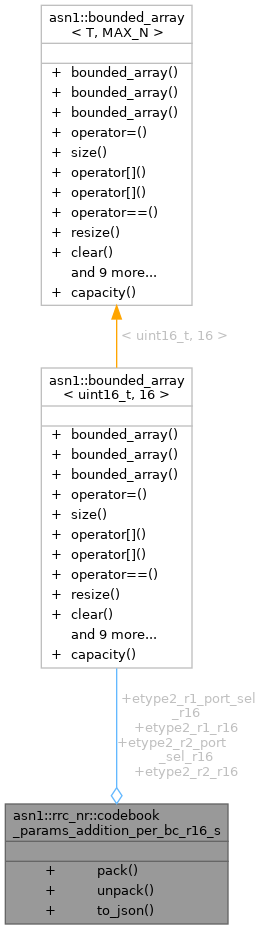 asn1::bounded_array
< T, MAX_N >
+ bounded_array()
+ bounded_array()
+ bounded_array()
+ operator=()
+ size()
+ operator[]()
+ operator[]()
+ operator==()
+ resize()
+ clear()
and 9 more...
+ capacity()
< uint16_t, 16 >
asn1::bounded_array
< uint16_t, 16 >
+ bounded_array()
+ bounded_array()
+ bounded_array()
+ operator=()
+ size()
+ operator[]()
+ operator[]()
+ operator==()
+ resize()
+ clear()
and 9 more...
+ capacity()
+etype2_r1_port_sel
_r16
+etype2_r1_r16
+etype2_r2_port
_sel_r16
+etype2_r2_r16
asn1::rrc_nr::codebook
_params_addition_per_bc_r16_s
+ pack()
+ unpack()
+ to_json()